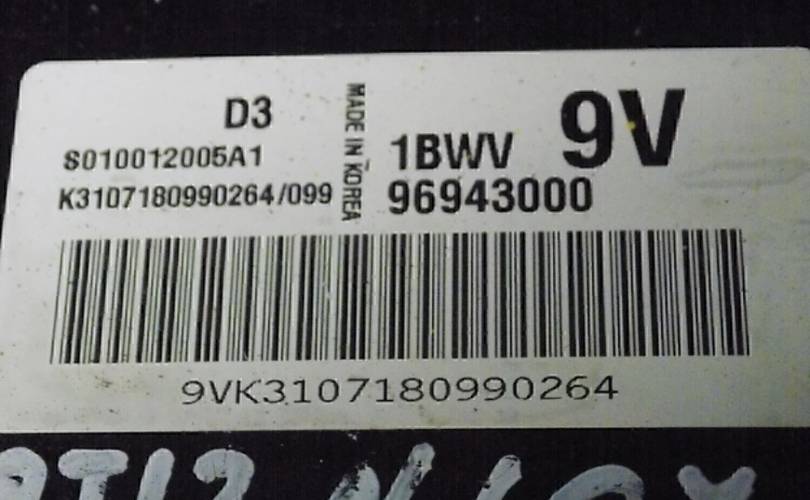 D3
S010012005A1
K3107180990264/099
MADE IN KOREA
1BWV 9V
96943000
9VK3107180990264